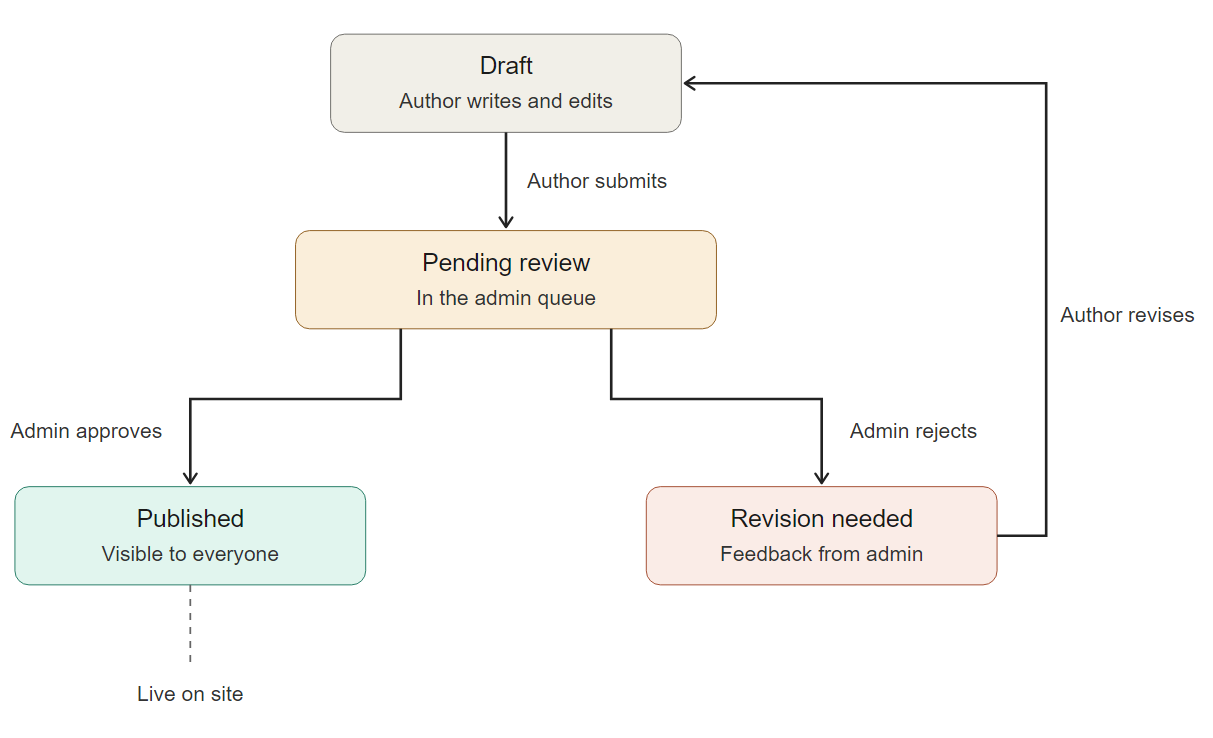 Draft
Author writes and edits
Author submits
Pending review
In the admin queue
Author revises
Admin approves
Admin rejects
Published
Visible to everyone
Revision needed
Feedback from admin
Live on site